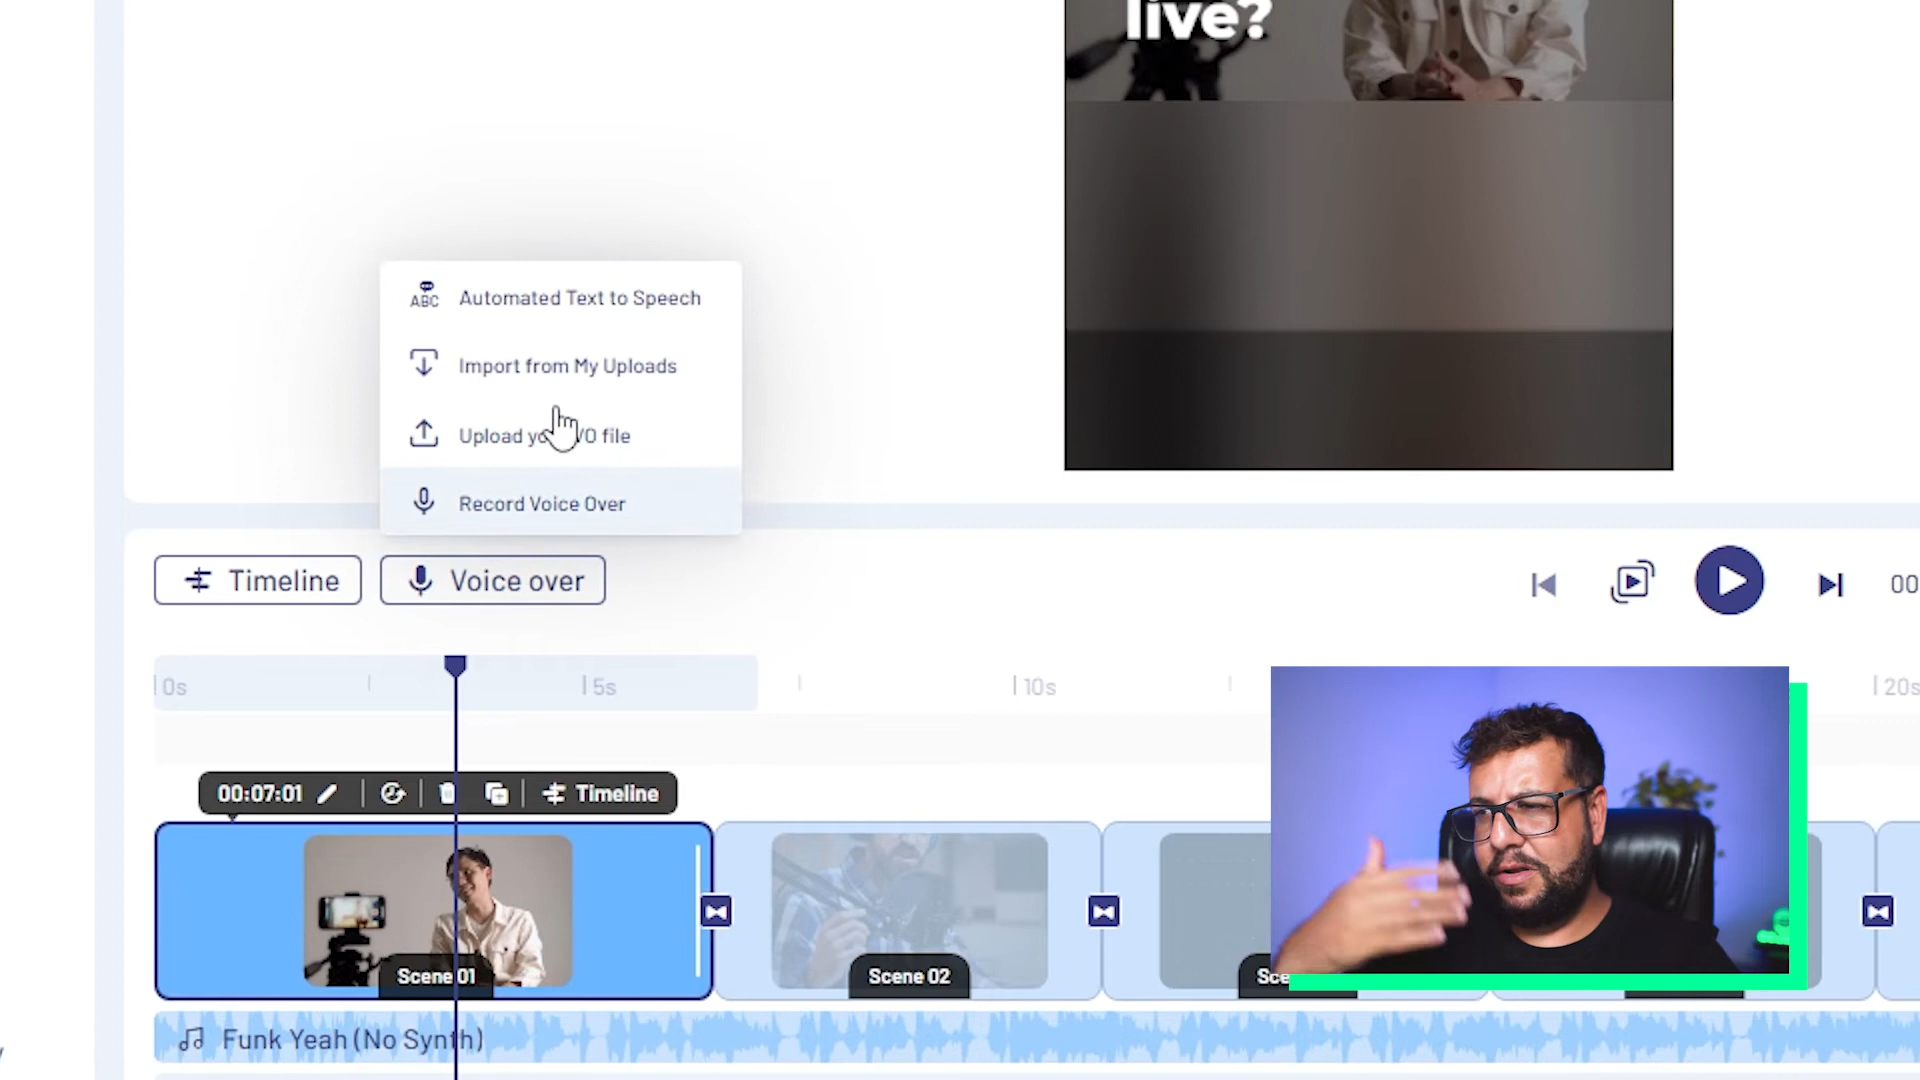 live?
ABC
Automated Text to Speech
Import from My Uploads
Upload yo VO file
Record Voice Over
Timeline
Voice over
00
0s
5s
10s
20s
00:07:01
Timeline
Scene 01
Scene 02
Sce
Funk Yeah (No Synth)